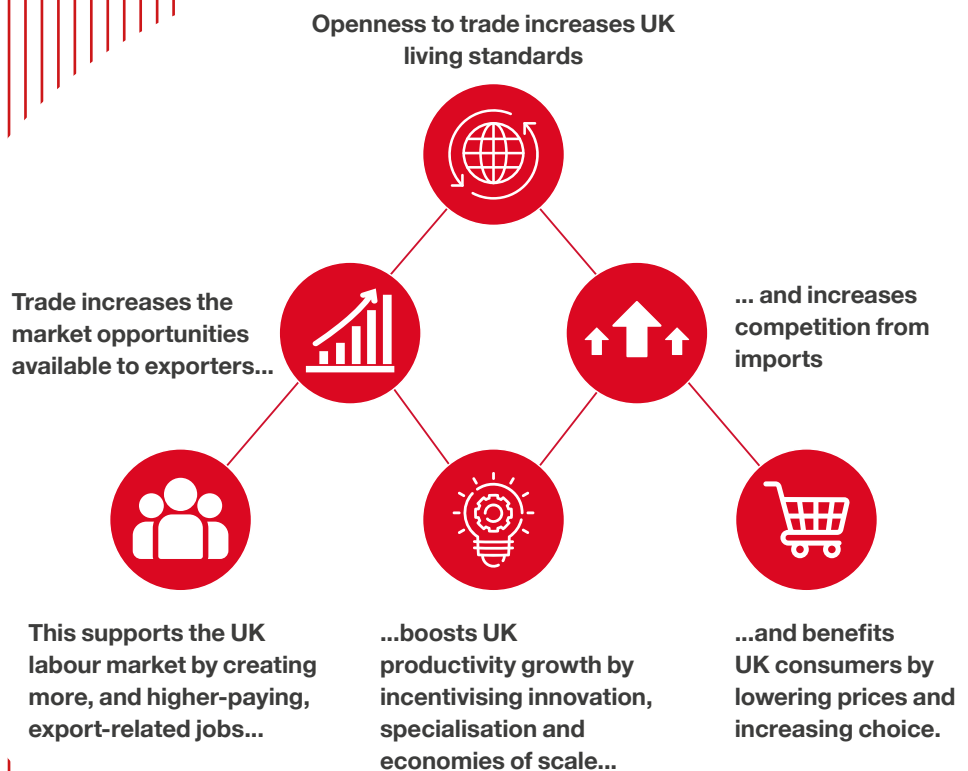 Openness to trade increases UK
living standards
Trade increases the
market opportunities
available to exporters...
... and increases
competition from
imports
This supports the UK
labour market by creating
more, and higher-paying,
export-related jobs...
...boosts UK
productivity growth by
incentivising innovation,
specialisation and
economies of scale...
...and benefits
UK consumers by
lowering prices and
increasing choice.